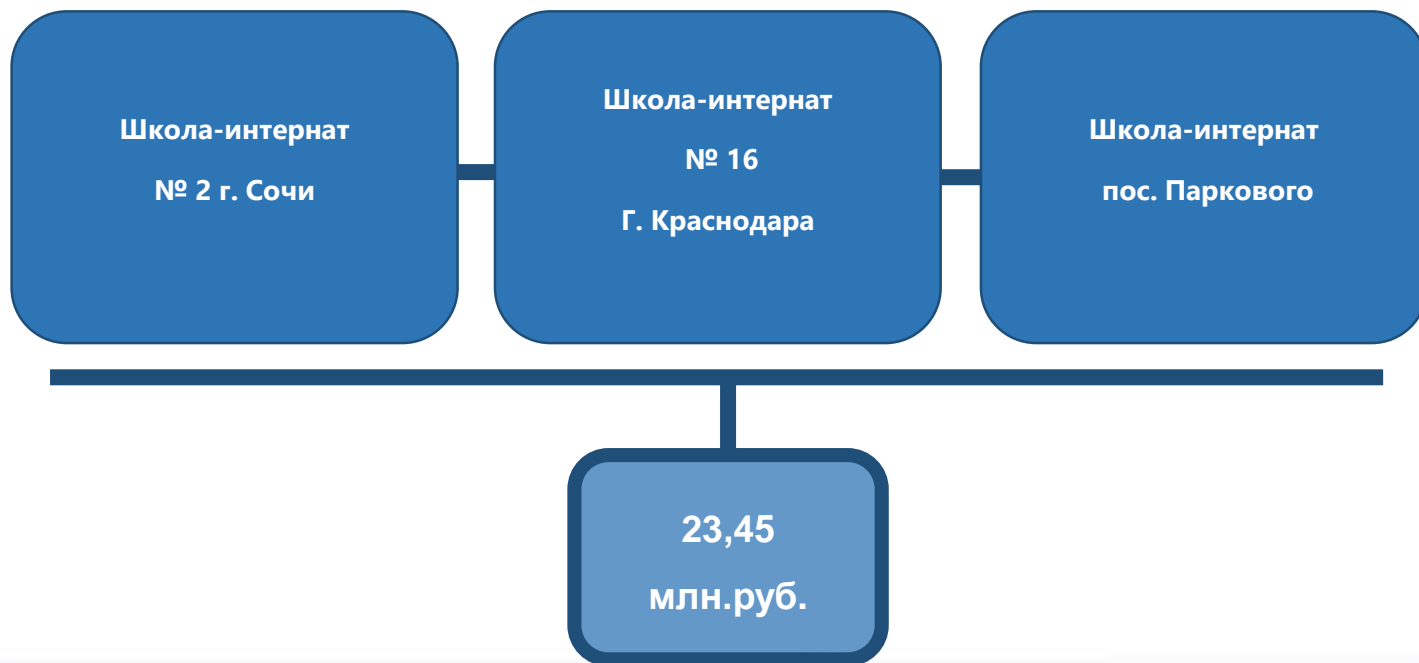 Школа-интернат
№ 2 г. Сочи
Школа-интернат
№ 16
Г. Краснодара
Школа-интернат
пос. Паркового
23,45
млн.руб.